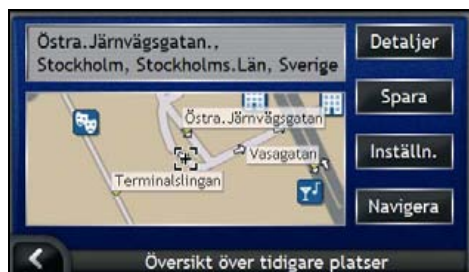 Östra.Järnvägsgatan.,
Stockholm, Stockholms.Län, Sverige
Detaljer
Spara
Östra.Järnvägsgatan
Vasagatan
Inställn.
Terminalslingan
Navigera
Översikt över tidigare platser